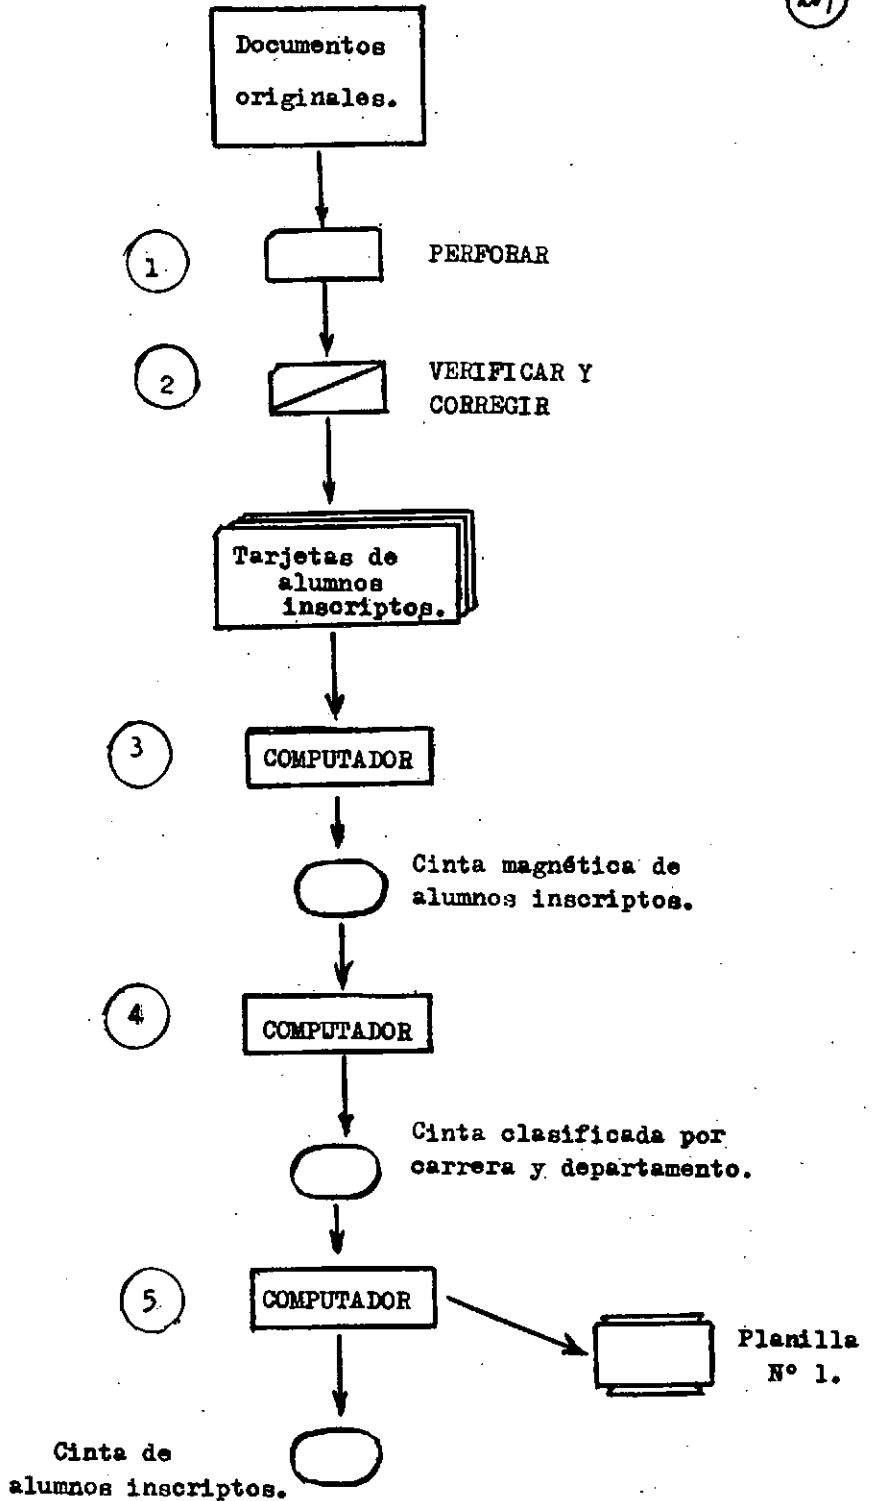 Documentos
originales.
1.
PERFORAR
2
VERIFICAR Y
CORREGIR
Tarjetas de
alumnos
inscriptos.
3
COMPUTADOR
Cinta magnética de
alumnos inscriptos.
4
COMPUTADOR
Cinta clasificada por
carrera y departamento.
5.
COMPUTADOR
Planilla
Nº 1.
Cinta de
alumnos inscriptos.